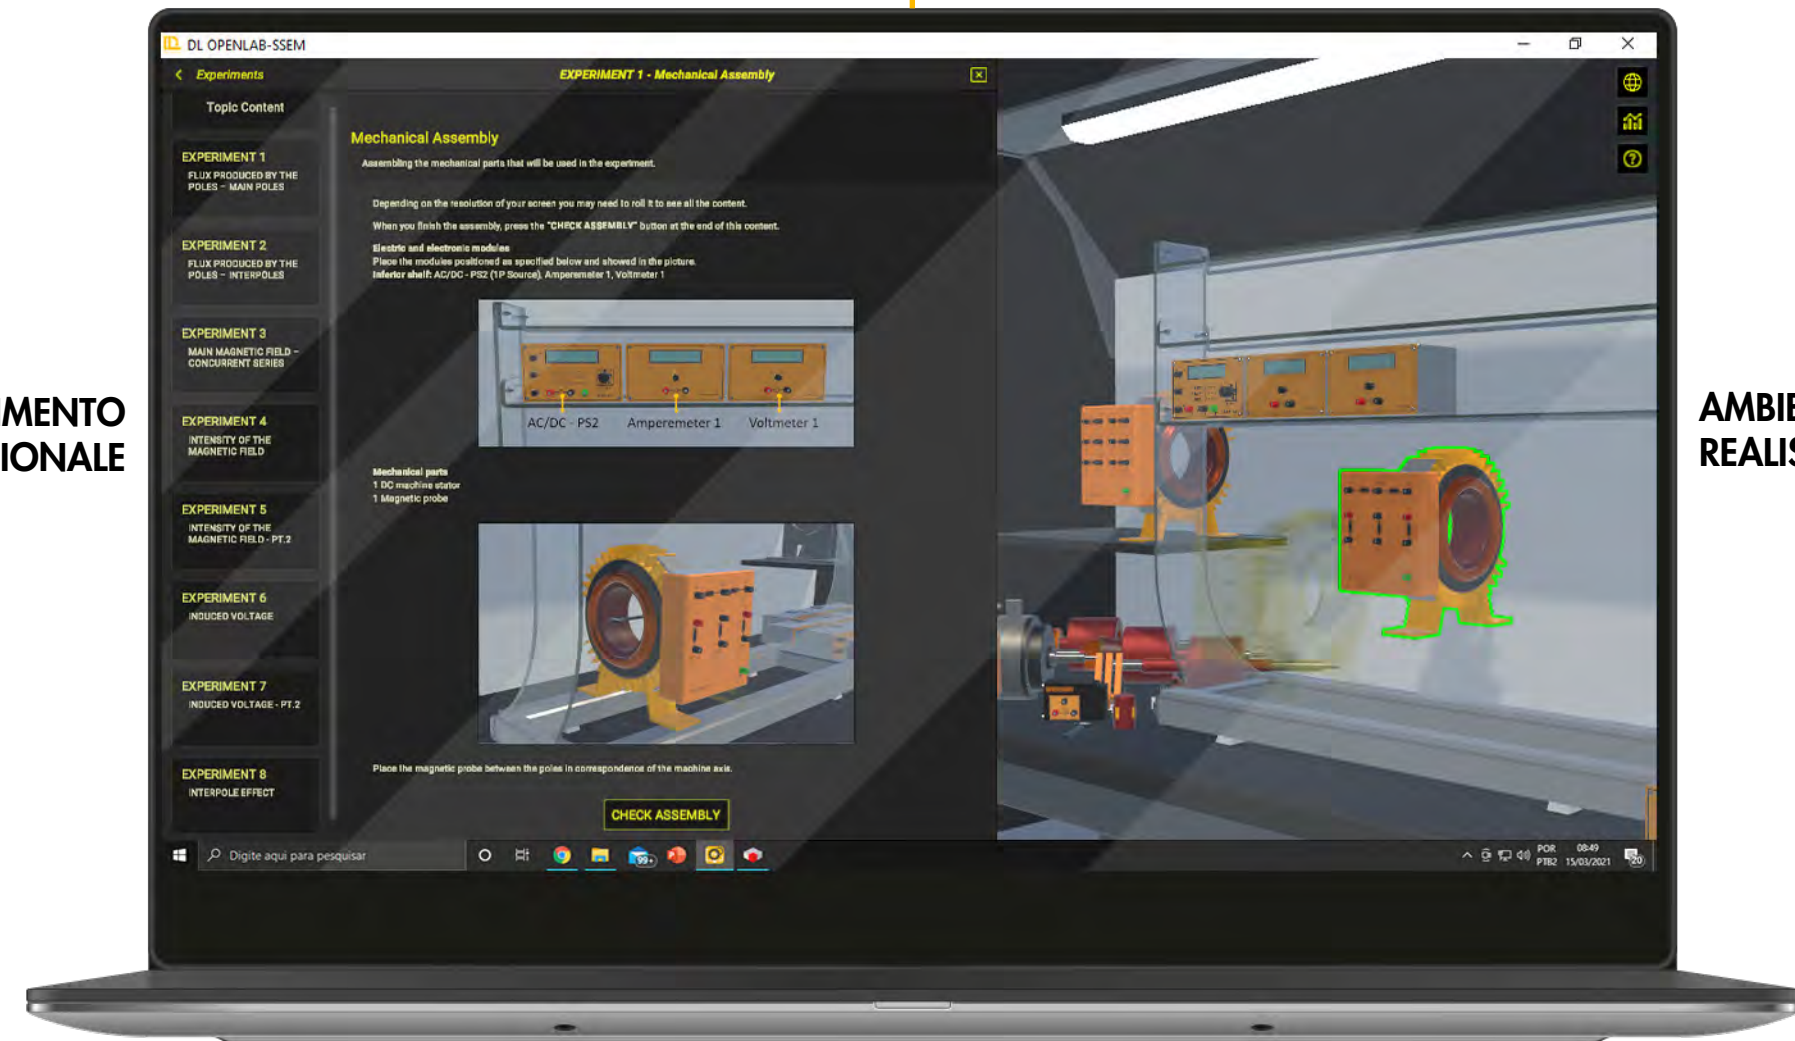 DL OPENLAB-SSEM
Experiments
EXPERIMENT 1 - Mechanical Assembly
Topic Content
EXPERIMENT 1
FLUX PRODUCED BY THE
POLES – MAIN POLES
EXPERIMENT 2
FLUX PRODUCED BY THE
POLES – INTERPOLES
EXPERIMENT 3
MAIN MAGNETIC FIELD –
CONCURRENT SERIES
EXPERIMENT 4
INTENSITY OF THE
MAGNETIC FIELD
EXPERIMENT 5
INTENSITY OF THE
MAGNETIC FIELD - PT.2
EXPERIMENT 6
INDUCED VOLTAGE
EXPERIMENT 7
INDUCED VOLTAGE - PT.2
EXPERIMENT 8
INTERPOLE EFFECT
Mechanical Assembly
Assembling the mechanical parts that will be used in the experiment.
Depending on the resolution of your screen you may need to roll it to see all the content.
When you finish the assembly, press the "CHECK ASSEMBLY" button at the end of this content.
Electric and electronic modules
Place the modules positioned as specified below and showed in the picture.
Inferior shelf: AC/DC - PS2 (1P Source), Amperemeter 1, Voltmeter 1
AC/DC - PS2 Amperemeter 1 Voltmeter 1
Mechanical parts
1 DC machine stator
1 Magnetic probe
Place the magnetic probe between the poles in correspondence of the machine axis.
CHECK ASSEMBLY
IMENTO
IONALE
AMBIE
REALIS
Digite aqui para pesquisar
99+
POR
PTB2
08:49
15/03/2021
20